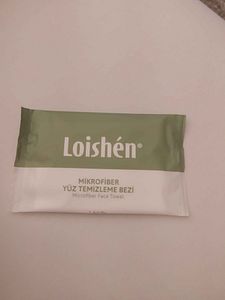 Loishén®
MİKROFİBER
YÜZ TEMİZLEME BEZİ
Microfiber Face Towel